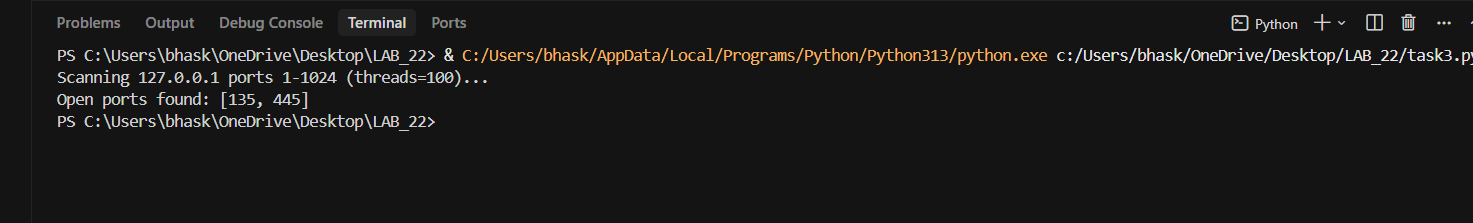 Problems Output Debug Console Terminal Ports Python
PS C:\Users\bhask\OneDrive\Desktop\LAB_22> & C:/Users/bhask/AppData/Local/Programs/Python/Python313/python.exe c:/Users/bhask/OneDrive/Desktop/LAB_22/task3.py
Scanning 127.0.0.1 ports 1-1024 (threads=100)...
Open ports found: [135, 445]
PS C:\Users\bhask\OneDrive\Desktop\LAB_22>